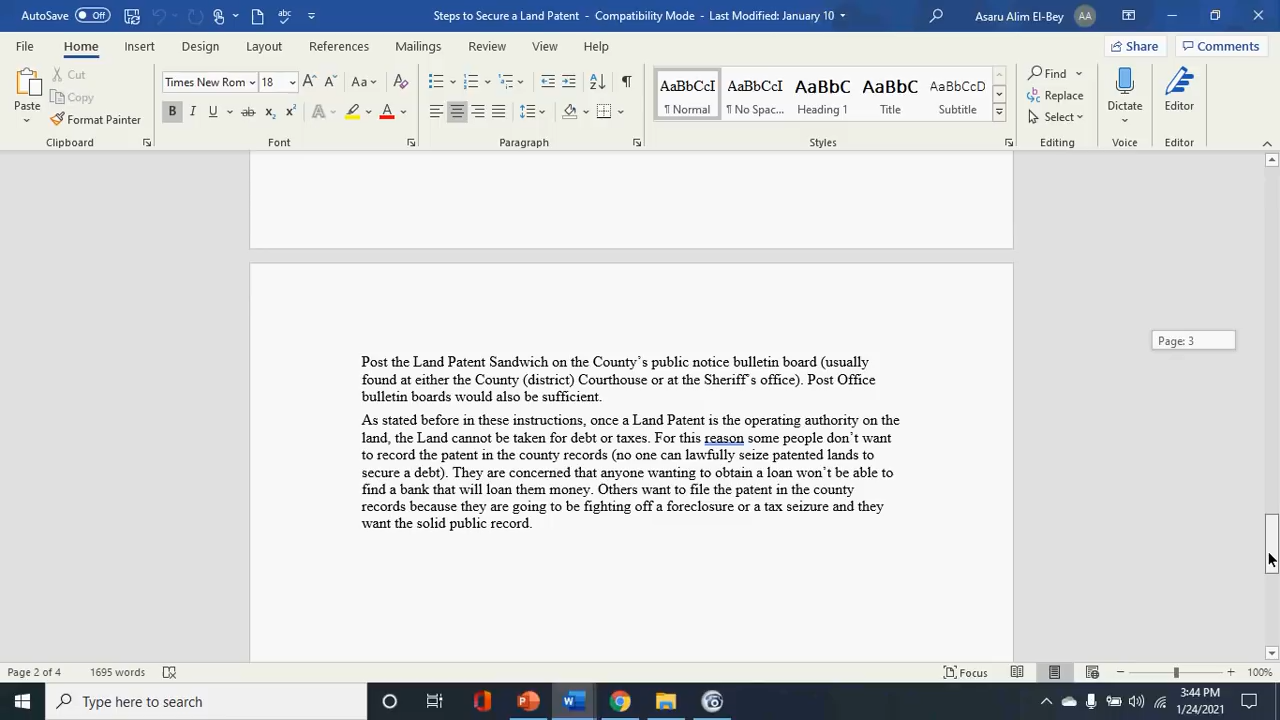 AutoSave Off
Steps to Secure a Land Patent - Compatibility Mode - Last Modified: January 10
Asaru Alim El-Bey AA
File Home Insert Draw Design Layout References Mailings Review View Help
Share Comments
Paste
Cut
Copy
Format Painter
Clipboard
Times New Rom 18
Font
Paragraph
AaBbCcI AaBbCcI AaBbC AaBbC AaBbCcD
¶ Normal ¶ No Spac... Heading 1 Title Subtitle
Styles
Find
Replace
Select
Editing
Dictate
Voice
Editor
Editor
Post the Land Patent Sandwich on the County's public notice bulletin board (usually
found at either the County (district) Courthouse or at the Sheriff's office). Post Office
bulletin boards would also be sufficient.
As stated before in these instructions, once a Land Patent is the operating authority on the
land, the Land cannot be taken for debt or taxes. For this reason some people don't want
to record the patent in the county records (no one can lawfully seize patented lands to
secure a debt). They are concerned that anyone wanting to obtain a loan won't be able to
find a bank that will loan them money. Others want to file the patent in the county
records because they are going to be fighting off a foreclosure or a tax seizure and they
want the solid public record.
Page: 3
Page 2 of 4 1695 words
Focus
100%
Type here to search
3:44 PM
1/24/2021